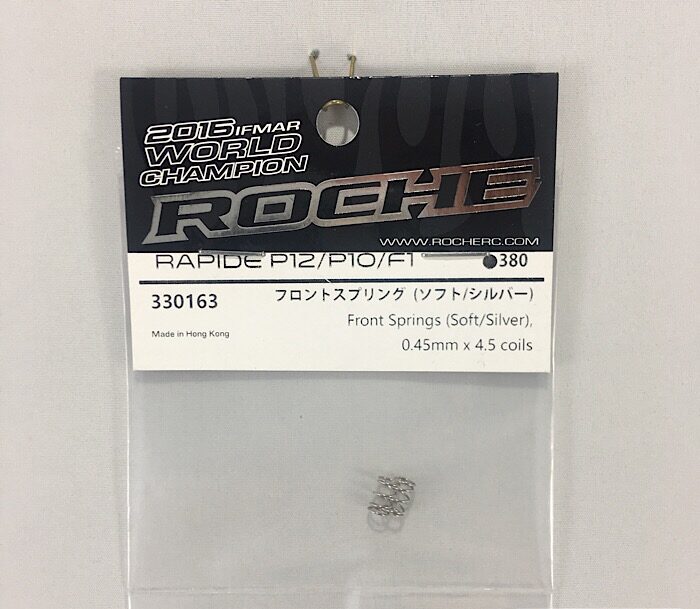 2016 IFMAR
WORLD
CHAMPION
ROCHE
WWW.ROCHERC.COM
RAPIDE P12/P10/F1 ●380
330163 フロントスプリング (ソフト/シルバー)
Front Springs (Soft/Silver),
Made in Hong Kong
0.45mm x 4.5 coils